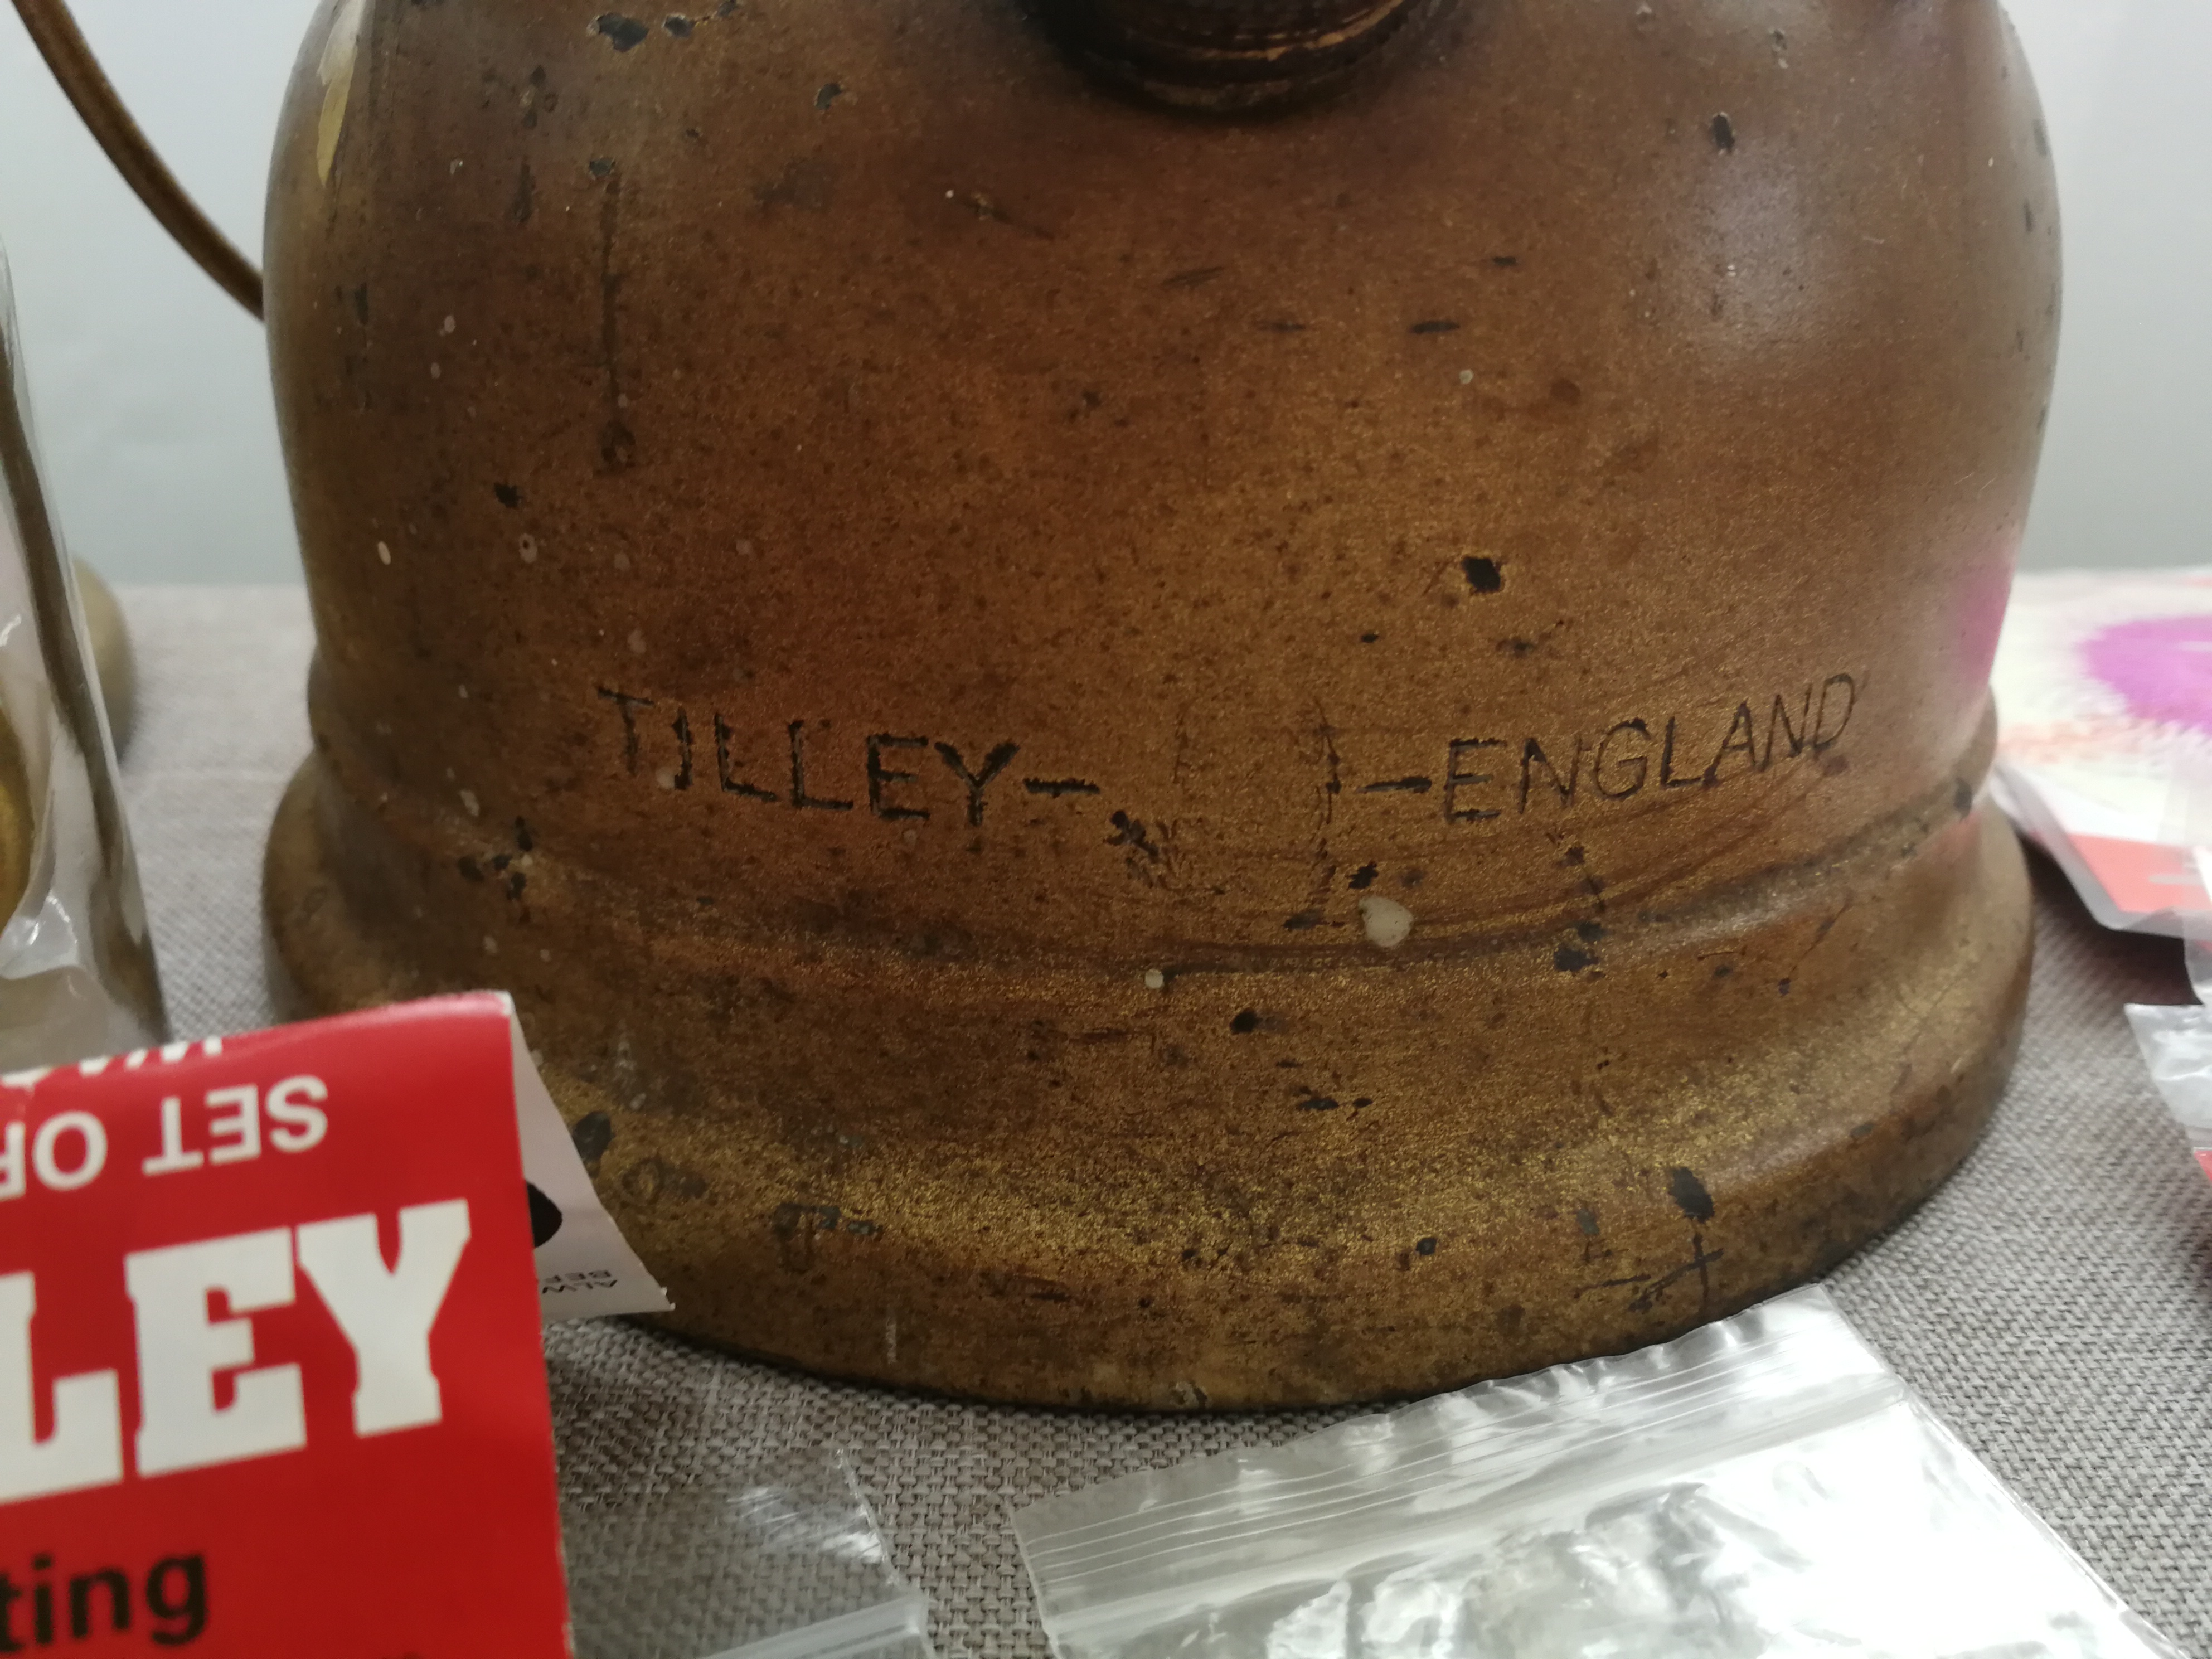 TILLEY- -ENGLAND
SET OF
LEY
ting